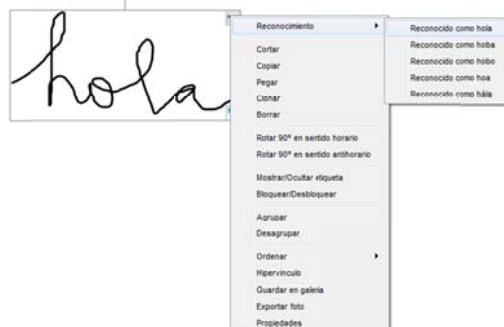 hola
Reconocimiento
Cortar
Copiar
Pegar
Clonar
Borrar
Rotar 90º en sentido horario
Rotar 90º en sentido antihorario
Mostrar/Ocultar etiqueta
Bloquear/Desbloquear
Agrupar
Desagrupar
Ordenar
Hipervínculo
Guardar en galería
Exportar foto
Propiedades
Reconocido como hola
Reconocido como hoba
Reconocido como hobo
Reconocido como hoa
Reconocido como hála